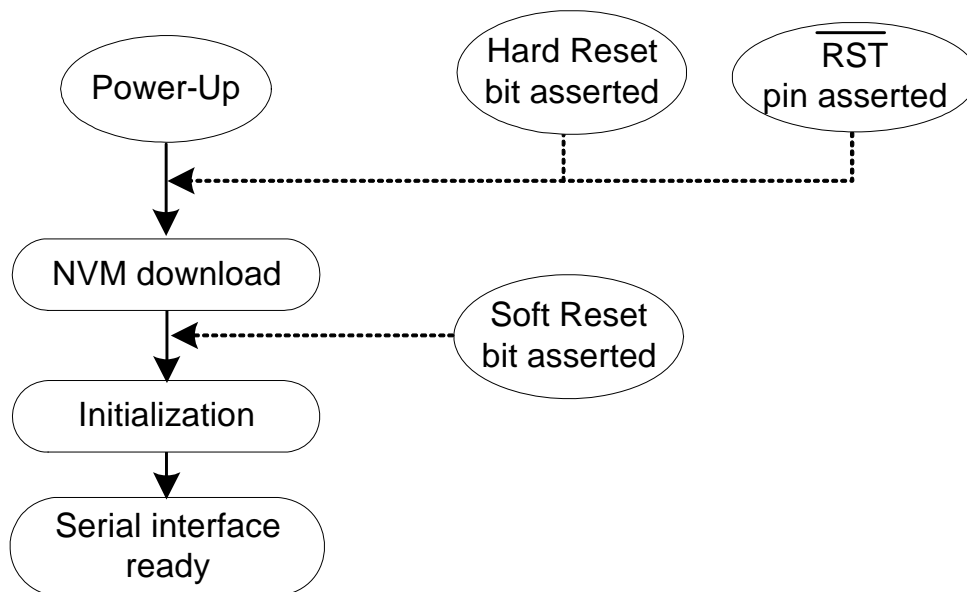 Power-Up
Hard Reset
bit asserted
RST
pin asserted
NVM download
Soft Reset
bit asserted
Initialization
Serial interface
ready